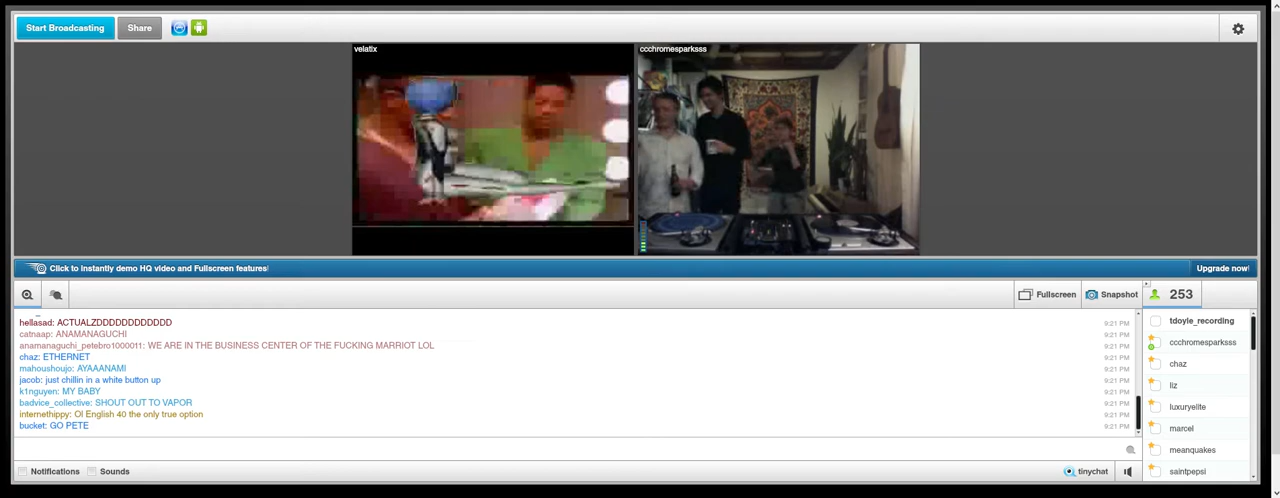 Start Broadcasting Share
velatix ccchromesparksss
Click to instantly demo HQ video and Fullscreen features! Upgrade now!
Fullscreen Snapshot 253
hellasad: ACTUALZDDDDDDDDDDDD 9:21 PM
catnaap: ANAMANAGUCHI 9:21 PM
anamanaguchi_petebro1000011: WE ARE IN THE BUSINESS CENTER OF THE FUCKING MARRIOT LOL 9:21 PM
chaz: ETHERNET 9:21 PM
mahoushoujo: AYAAANAMI 9:21 PM
jacob: just chillin in a white button up 9:21 PM
k1nguyen: MY BABY 9:21 PM
badvice_collective: SHOUT OUT TO VAPOR 9:21 PM
internethippy: Ol English 40 the only true option 9:21 PM
bucket: GO PETE 9:21 PM
tdoyle_recording
ccchromesparksss
chaz
liz
luxuryelite
marcel
meanquakes
saintpepsi
Notifications Sounds tinychat